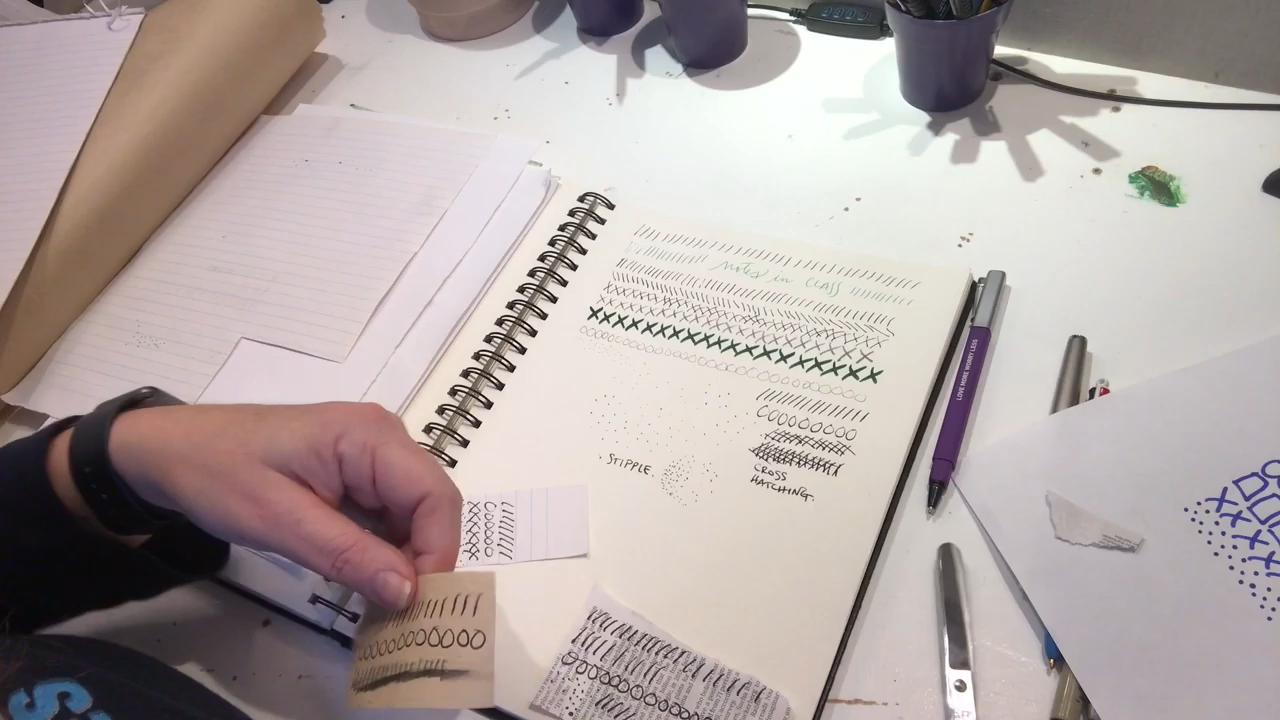 Notes in CLASS
STIPPLE.
CROSS
HATCHING.
LOVE MORE WORRY LESS